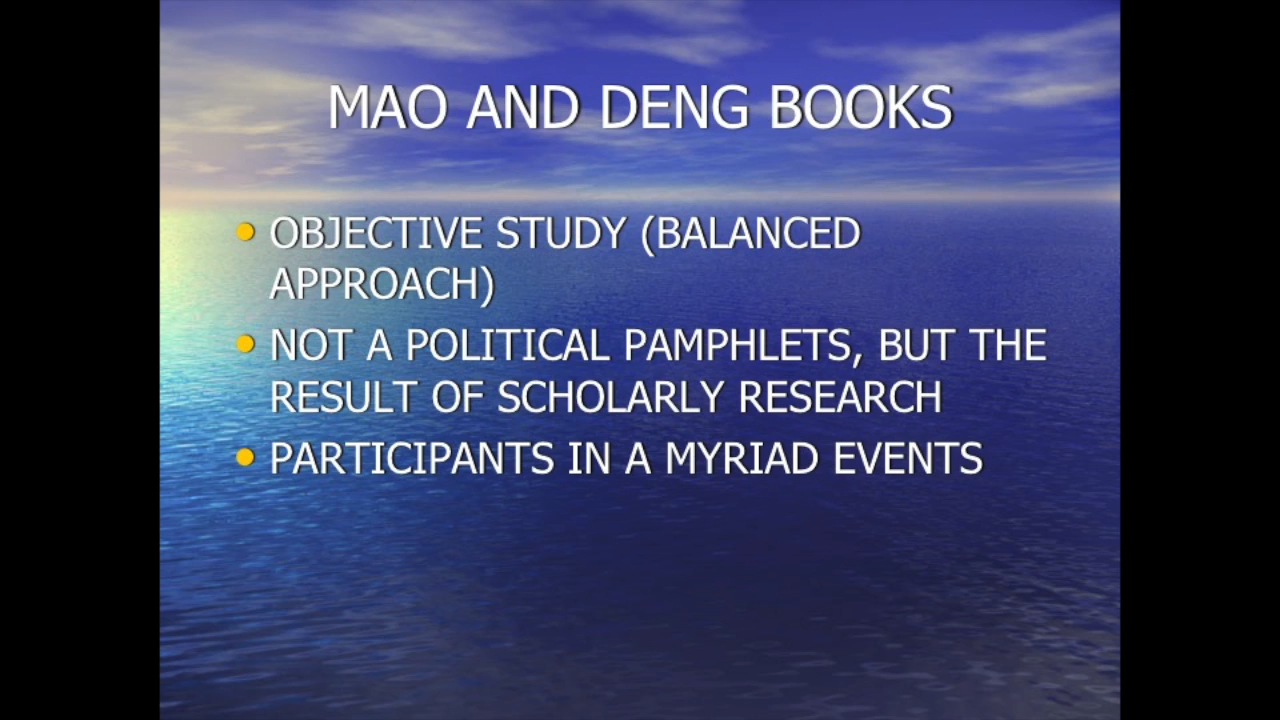 MAO AND DENG BOOKS
• OBJECTIVE STUDY (BALANCED
APPROACH)
• NOT A POLITICAL PAMPHLETS, BUT THE
RESULT OF SCHOLARLY RESEARCH
• PARTICIPANTS IN A MYRIAD EVENTS